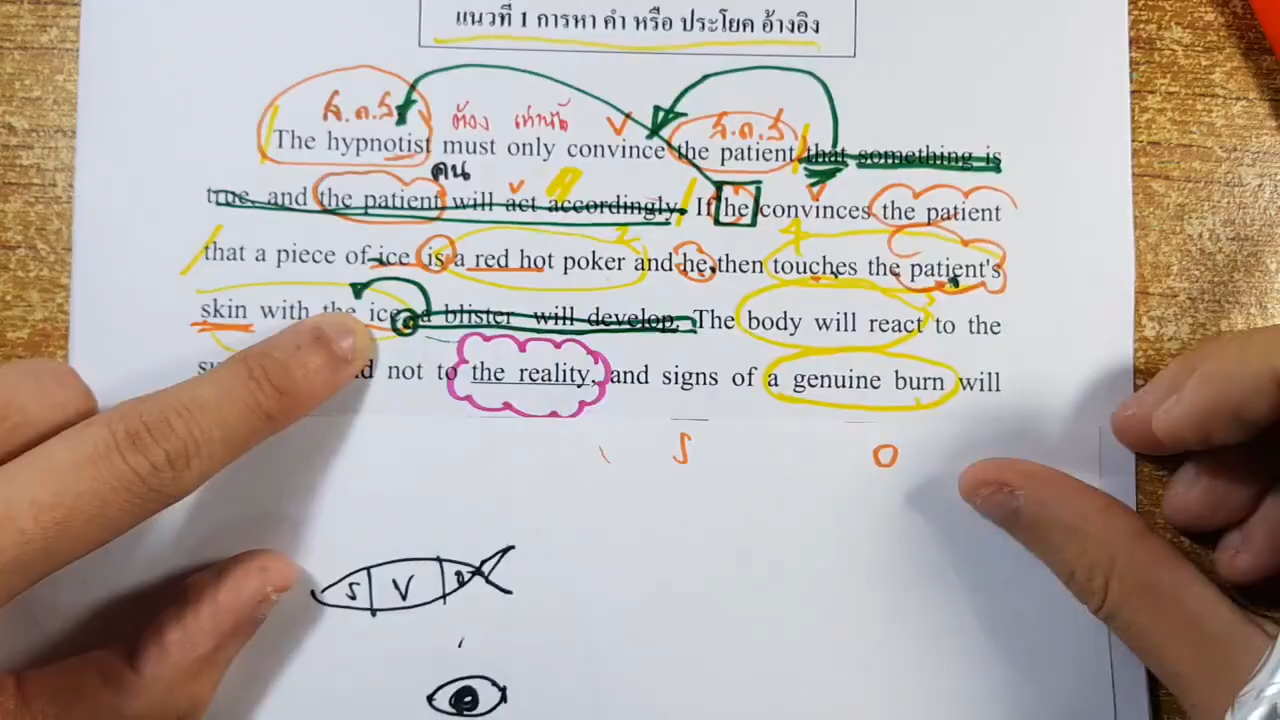 แนวที่ 1 การหา คำ หรือ ประโยค อ้างอิง
ส.ก.ส ต้อง เท่านั้น V ส.ก.ส
The hypnotist must only convince the patient that something is
คน
true, and the patient will act accordingly. If he convinces the patient
that a piece of ice is a red hot poker and he then touches the patient's
skin with the ice, a blister will develop. The body will react to the
not to the reality, and signs of a genuine burn will
S O
S V O